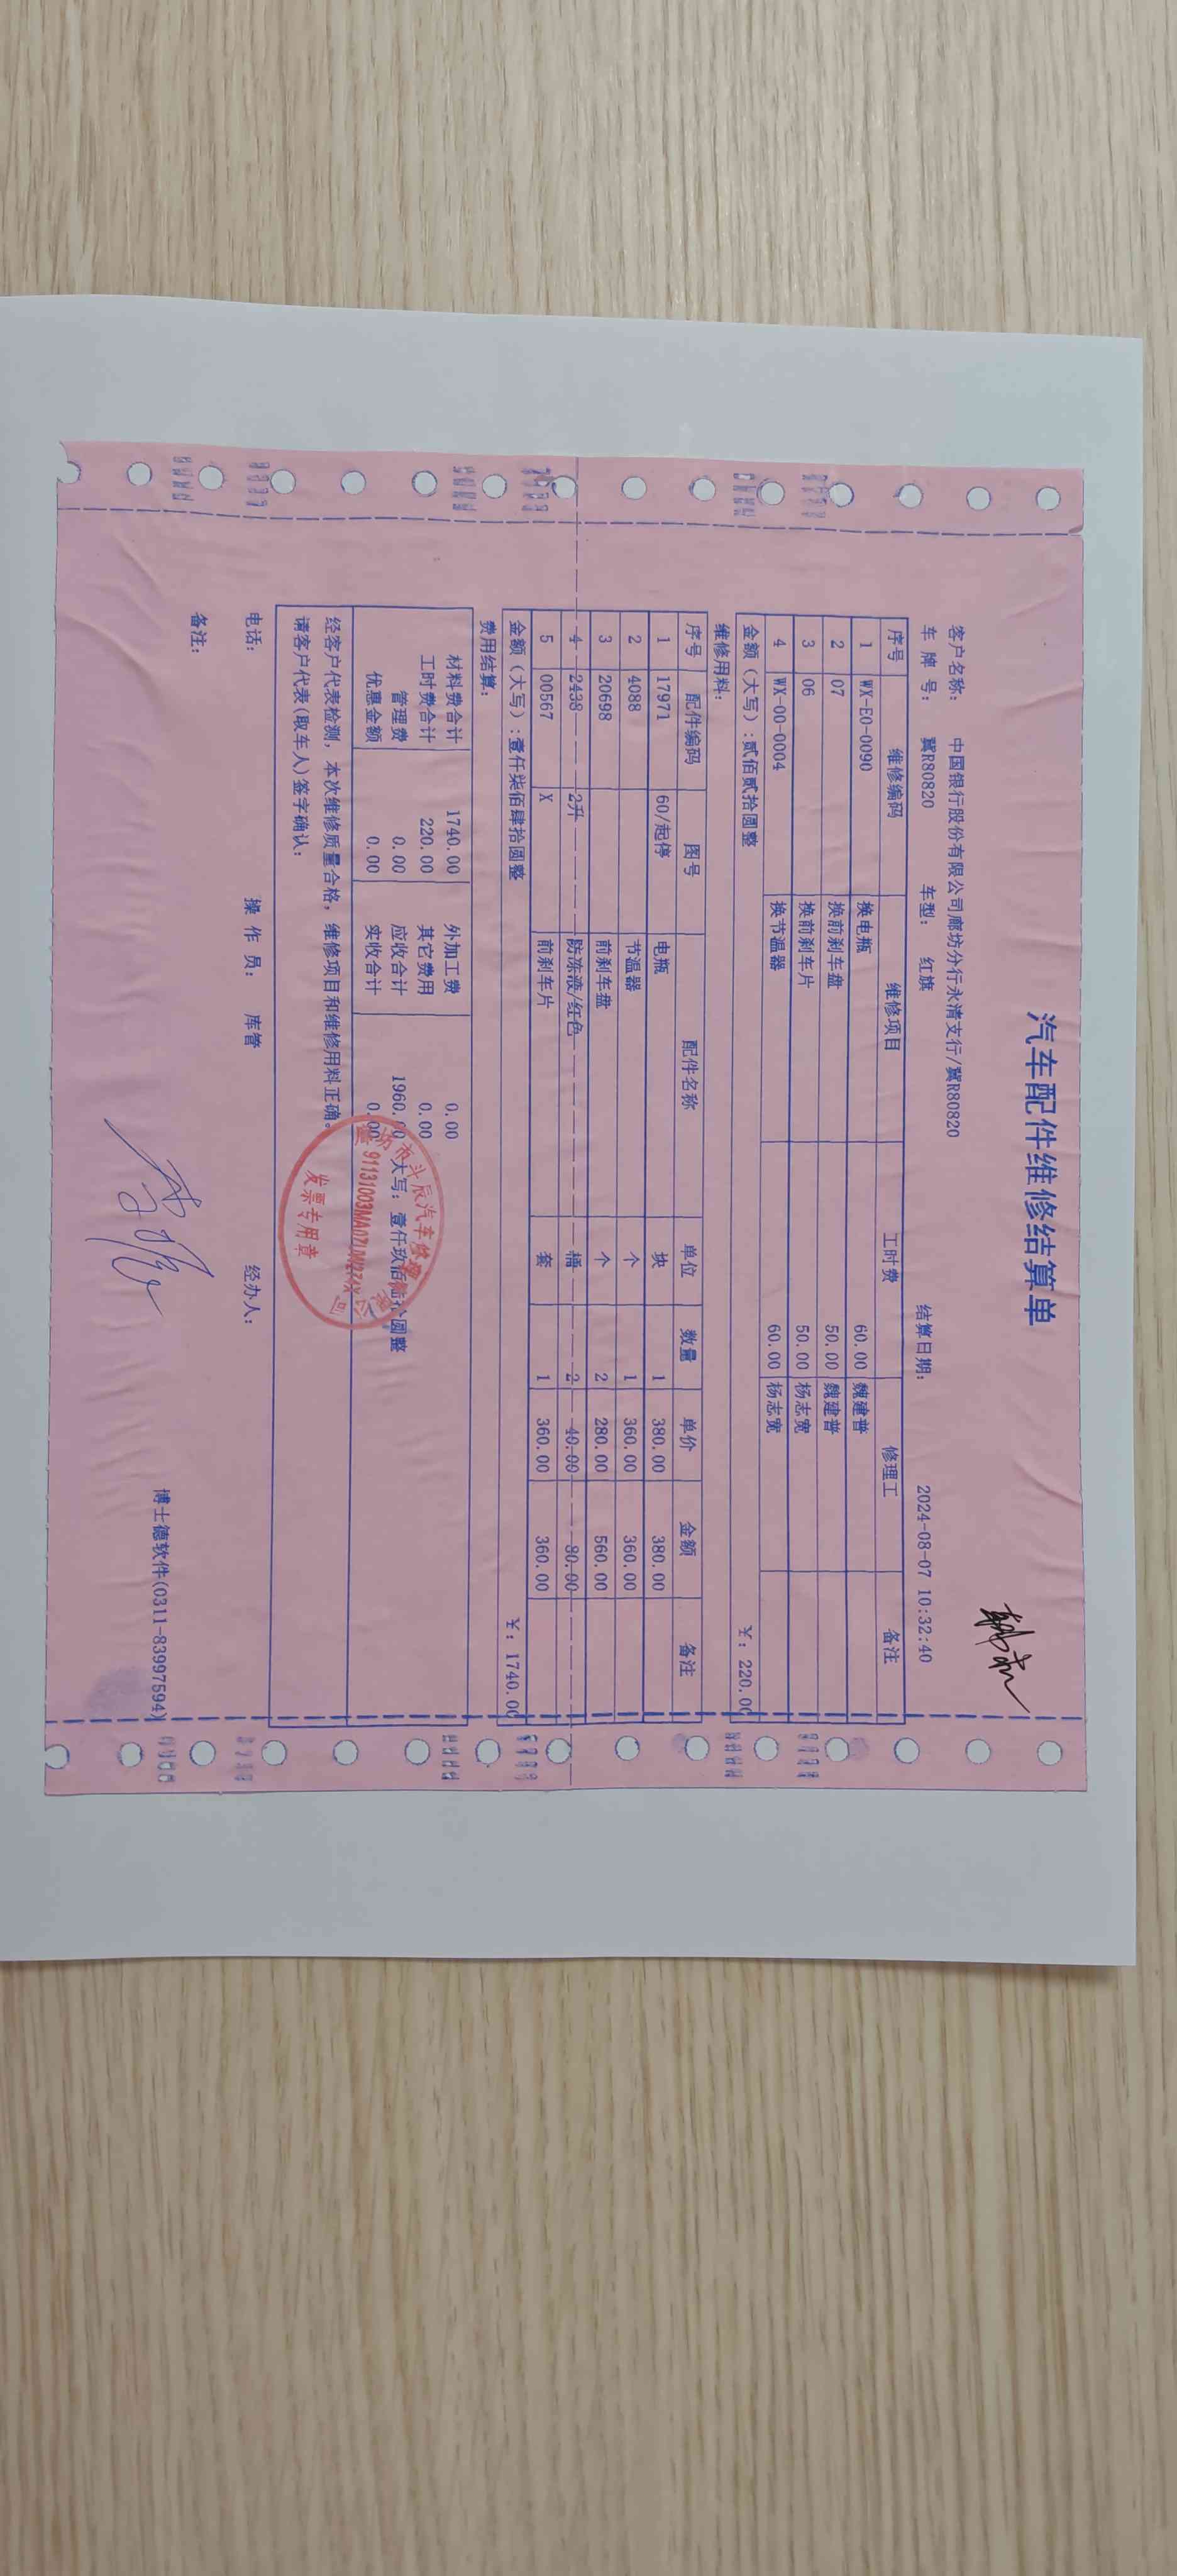 汽车配件维修结算单
客户名称： 中国银行股份有限公司廊坊分行永清支行/冀R80820
车 牌 号： 冀R80820 车型： 红旗 结算日期： 2024-08-07 10:32:40
序号 维修编码 维修项目 工时费 修理工 备注
1 WX-E0-0090 换电瓶 60.00 魏建普
2 07 换前刹车盘 50.00 魏建普
3 06 换前刹车片 50.00 杨志宽
4 WX-00-0004 换节温器 60.00 杨志宽
金额（大写）:贰佰贰拾圆整 ￥：220.00
维修用料：
序号 配件编码 图号 配件名称 单位 数量 单价 金额 备注
1 17971 60/起停 电瓶 块 1 380.00 380.00
2 4088 节温器 个 1 360.00 360.00
3 20698 前刹车盘 个 2 280.00 560.00
4 2438 2升 防冻液/红色 桶 2 40.00 80.00
5 00567 X 前刹车片 套 1 360.00 360.00
金额（大写）:壹仟柒佰肆拾圆整 ￥：1740.00
费用结算：
材料费合计 1740.00 外加工费 0.00
工时费合计 220.00 其它费用 0.00
管理费 0.00 应收合计 1960.00 大写：壹仟玖佰陆拾圆整
优惠金额 0.00 实收合计 0.00
经客户代表检测，本次维修质量合格，维修项目和维修用料正确。
请客户代表(取车人)签字确认：
发票专用章
电话： 操 作 员： 库管 经办人：
备注：
博士德软件(0311-83997594)